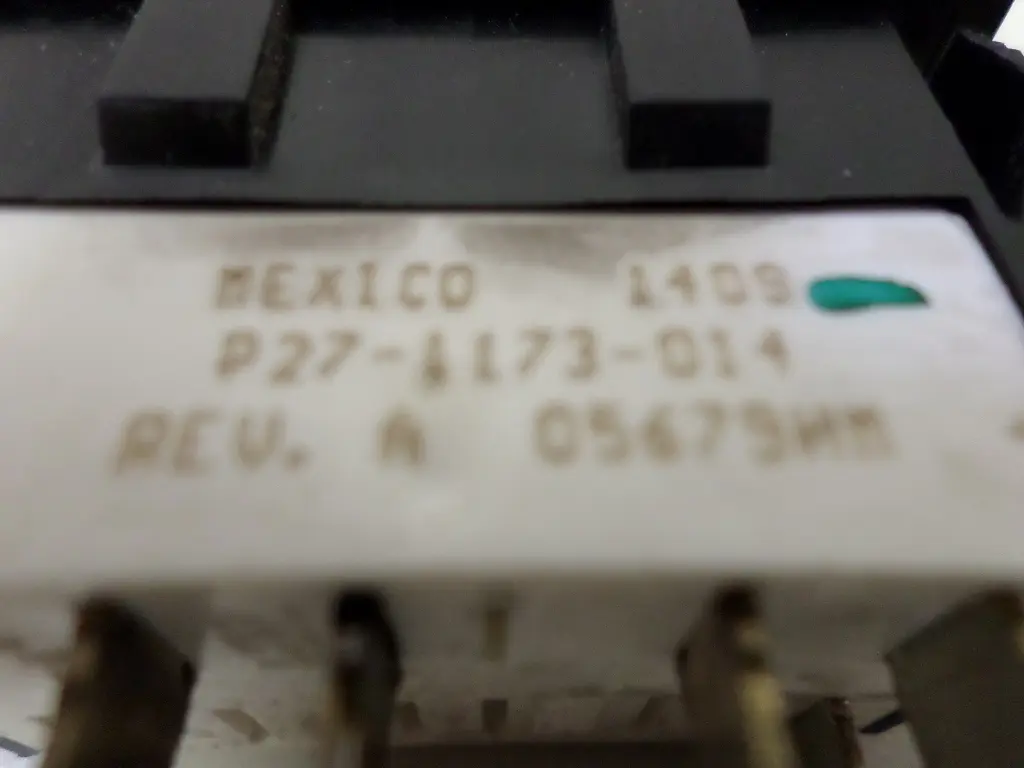 MEXICO 1409
P27-1173-014
REV. A 05679HM